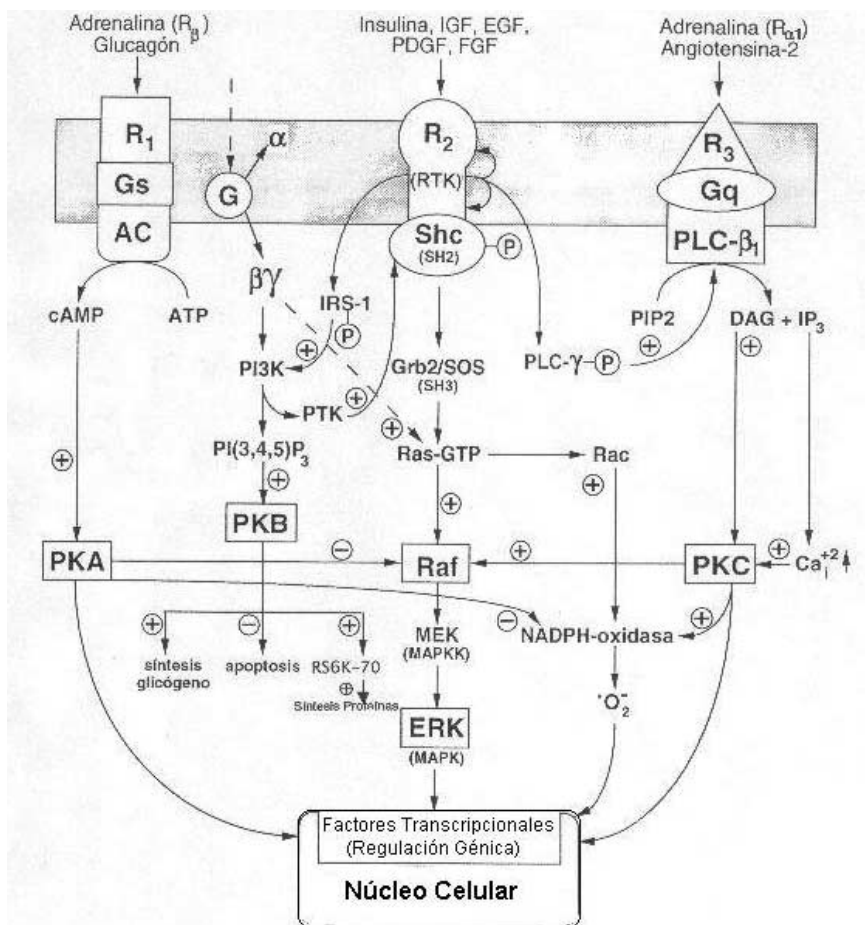 Adrenalina (Rβ)
Glucagón
Insulina, IGF, EGF,
PDGF, FGF
Adrenalina (Rα1)
Angiotensina-2
R1
Gs
AC
G
α
βγ
R2
(RTK)
Shc
(SH2)
P
R3
Gq
PLC-β1
cAMP
ATP
IRS-1
P
PIP2
DAG + IP3
+
+
PI3K
+
Grb2/SOS
(SH3)
PLC-γ
P
PTK
+
+
PI(3,4,5)P3
+
Ras-GTP
Rac
+
+
+
PKB
PKA
−
Raf
+
PKC
+
Ca i +2
+
−
+
síntesis
glicógeno
apoptosis
RS6K-70
⊕
Síntesis Proteínas
MEK
(MAPKK)
−
NADPH-oxidasa
+
·O2−
ERK
(MAPK)
Factores Transcripcionales
(Regulación Génica)
Núcleo Celular